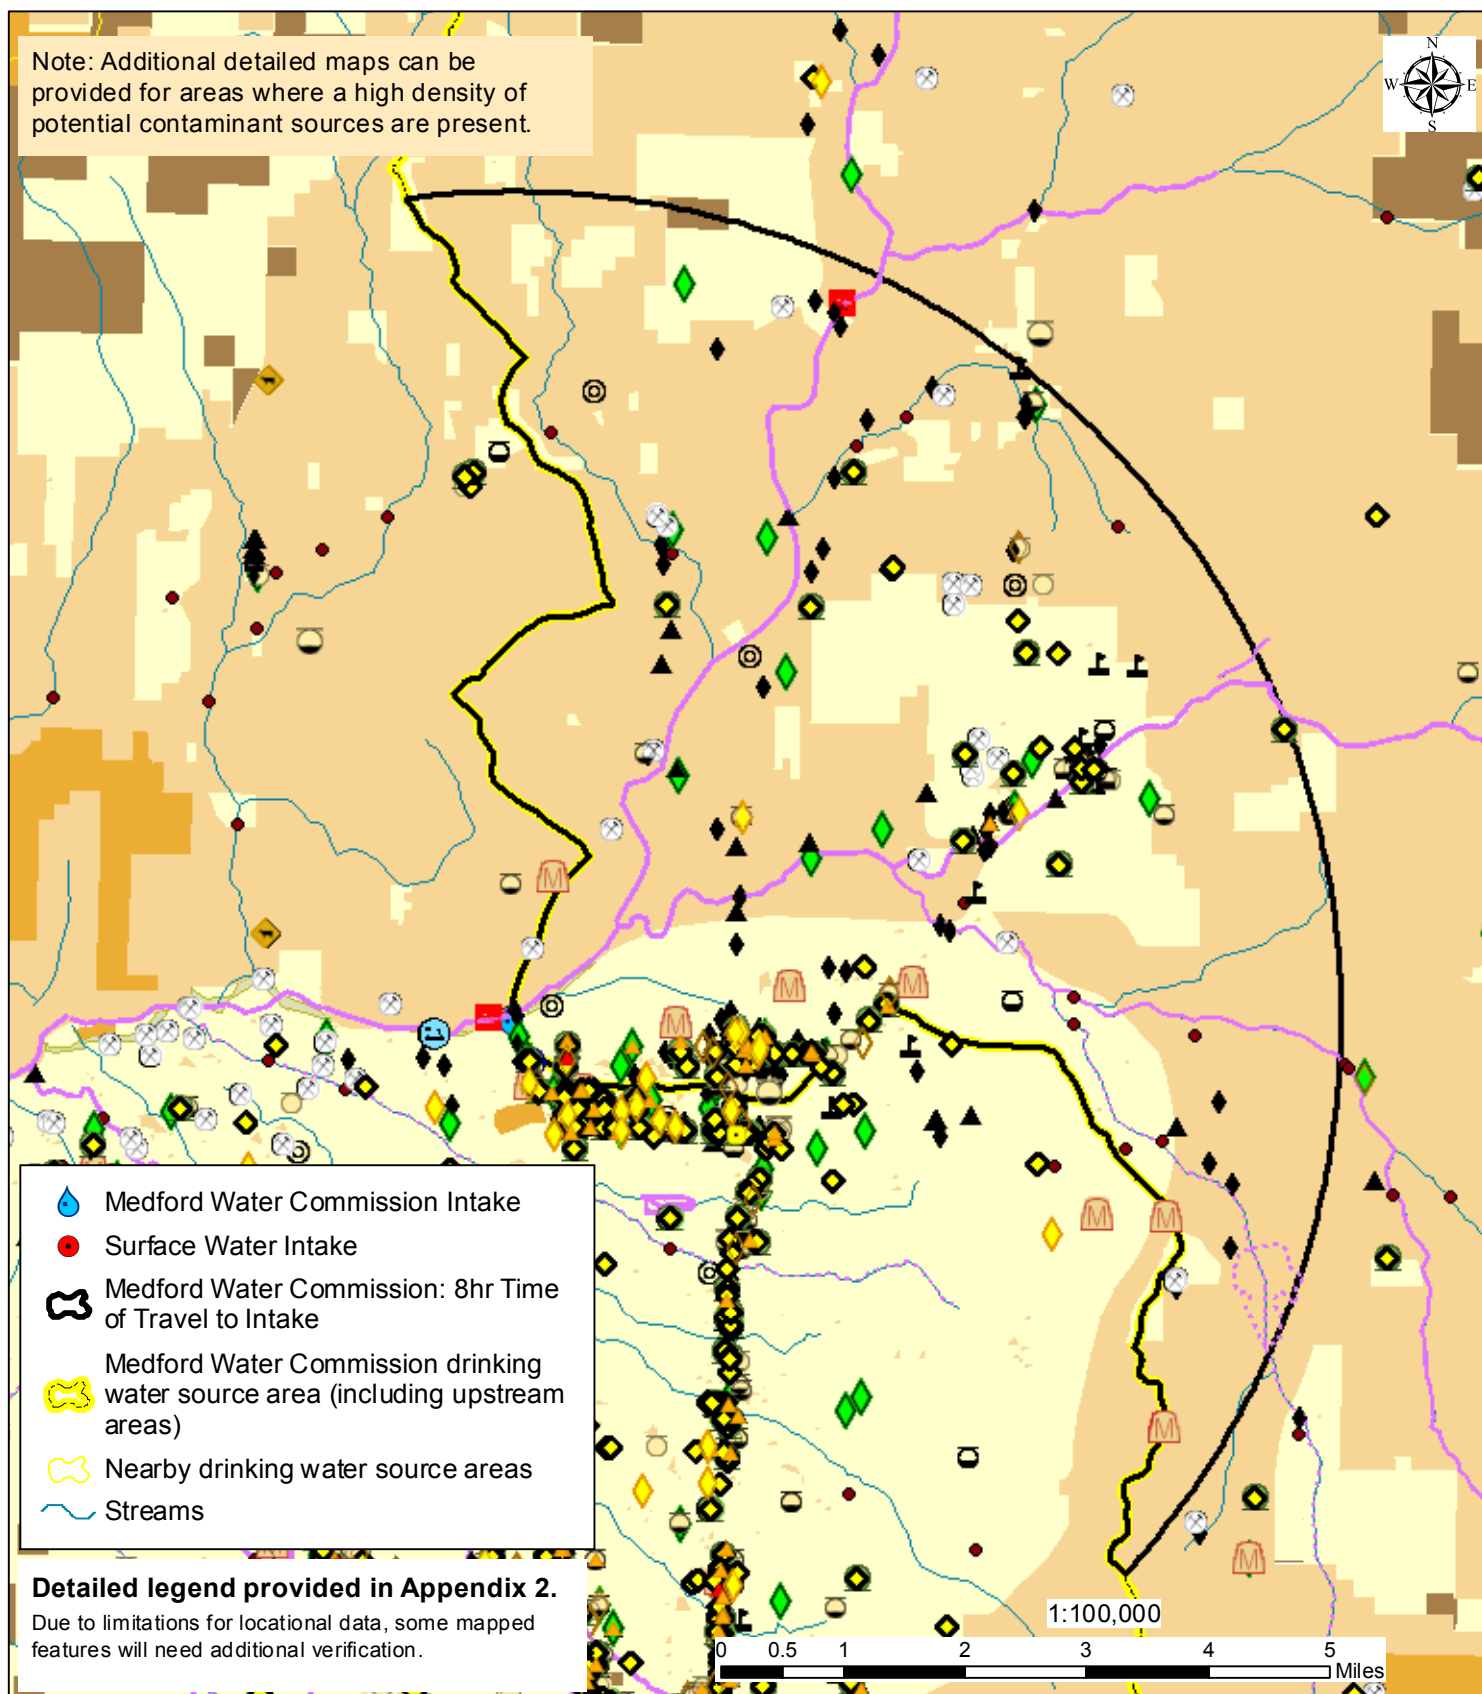 Note: Additional detailed maps can be
provided for areas where a high density of
potential contaminant sources are present.
N
W E
S
Medford Water Commission Intake
Surface Water Intake
Medford Water Commission: 8hr Time
of Travel to Intake
Medford Water Commission drinking
water source area (including upstream
areas)
Nearby drinking water source areas
Streams
Detailed legend provided in Appendix 2.
Due to limitations for locational data, some mapped
features will need additional verification.
1:100,000
0 0.5 1 2 3 4 5
Miles
M
M
M
M
M
M
M
M